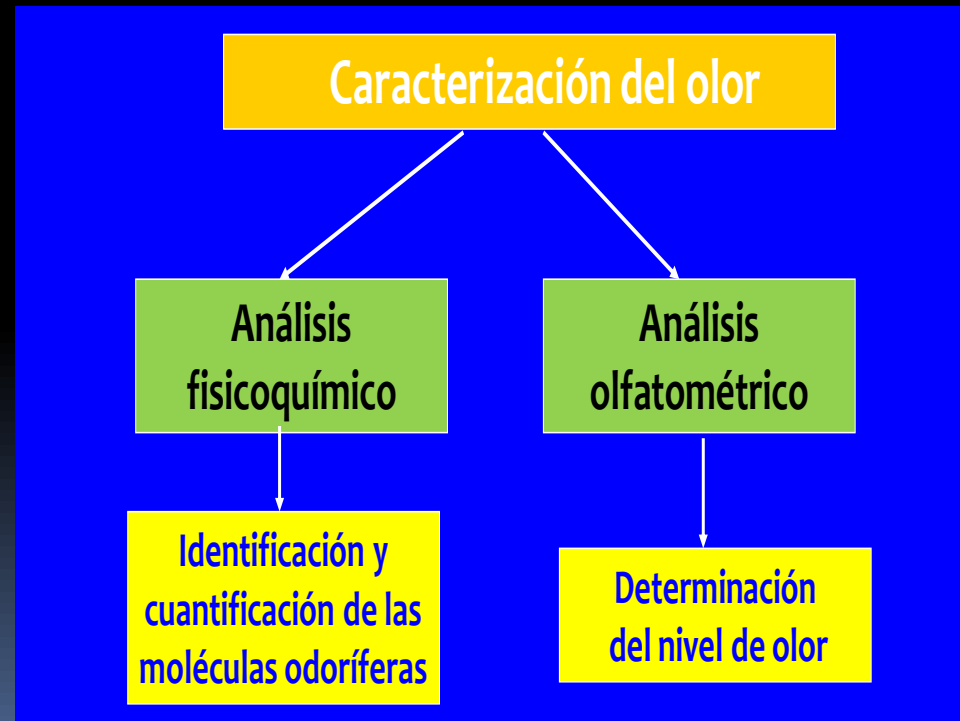 Caracterización del olor
Análisis
fisicoquímico
Análisis
olfatométrico
Identificación y
cuantificación de las
moléculas odoríferas
Determinación
del nivel de olor